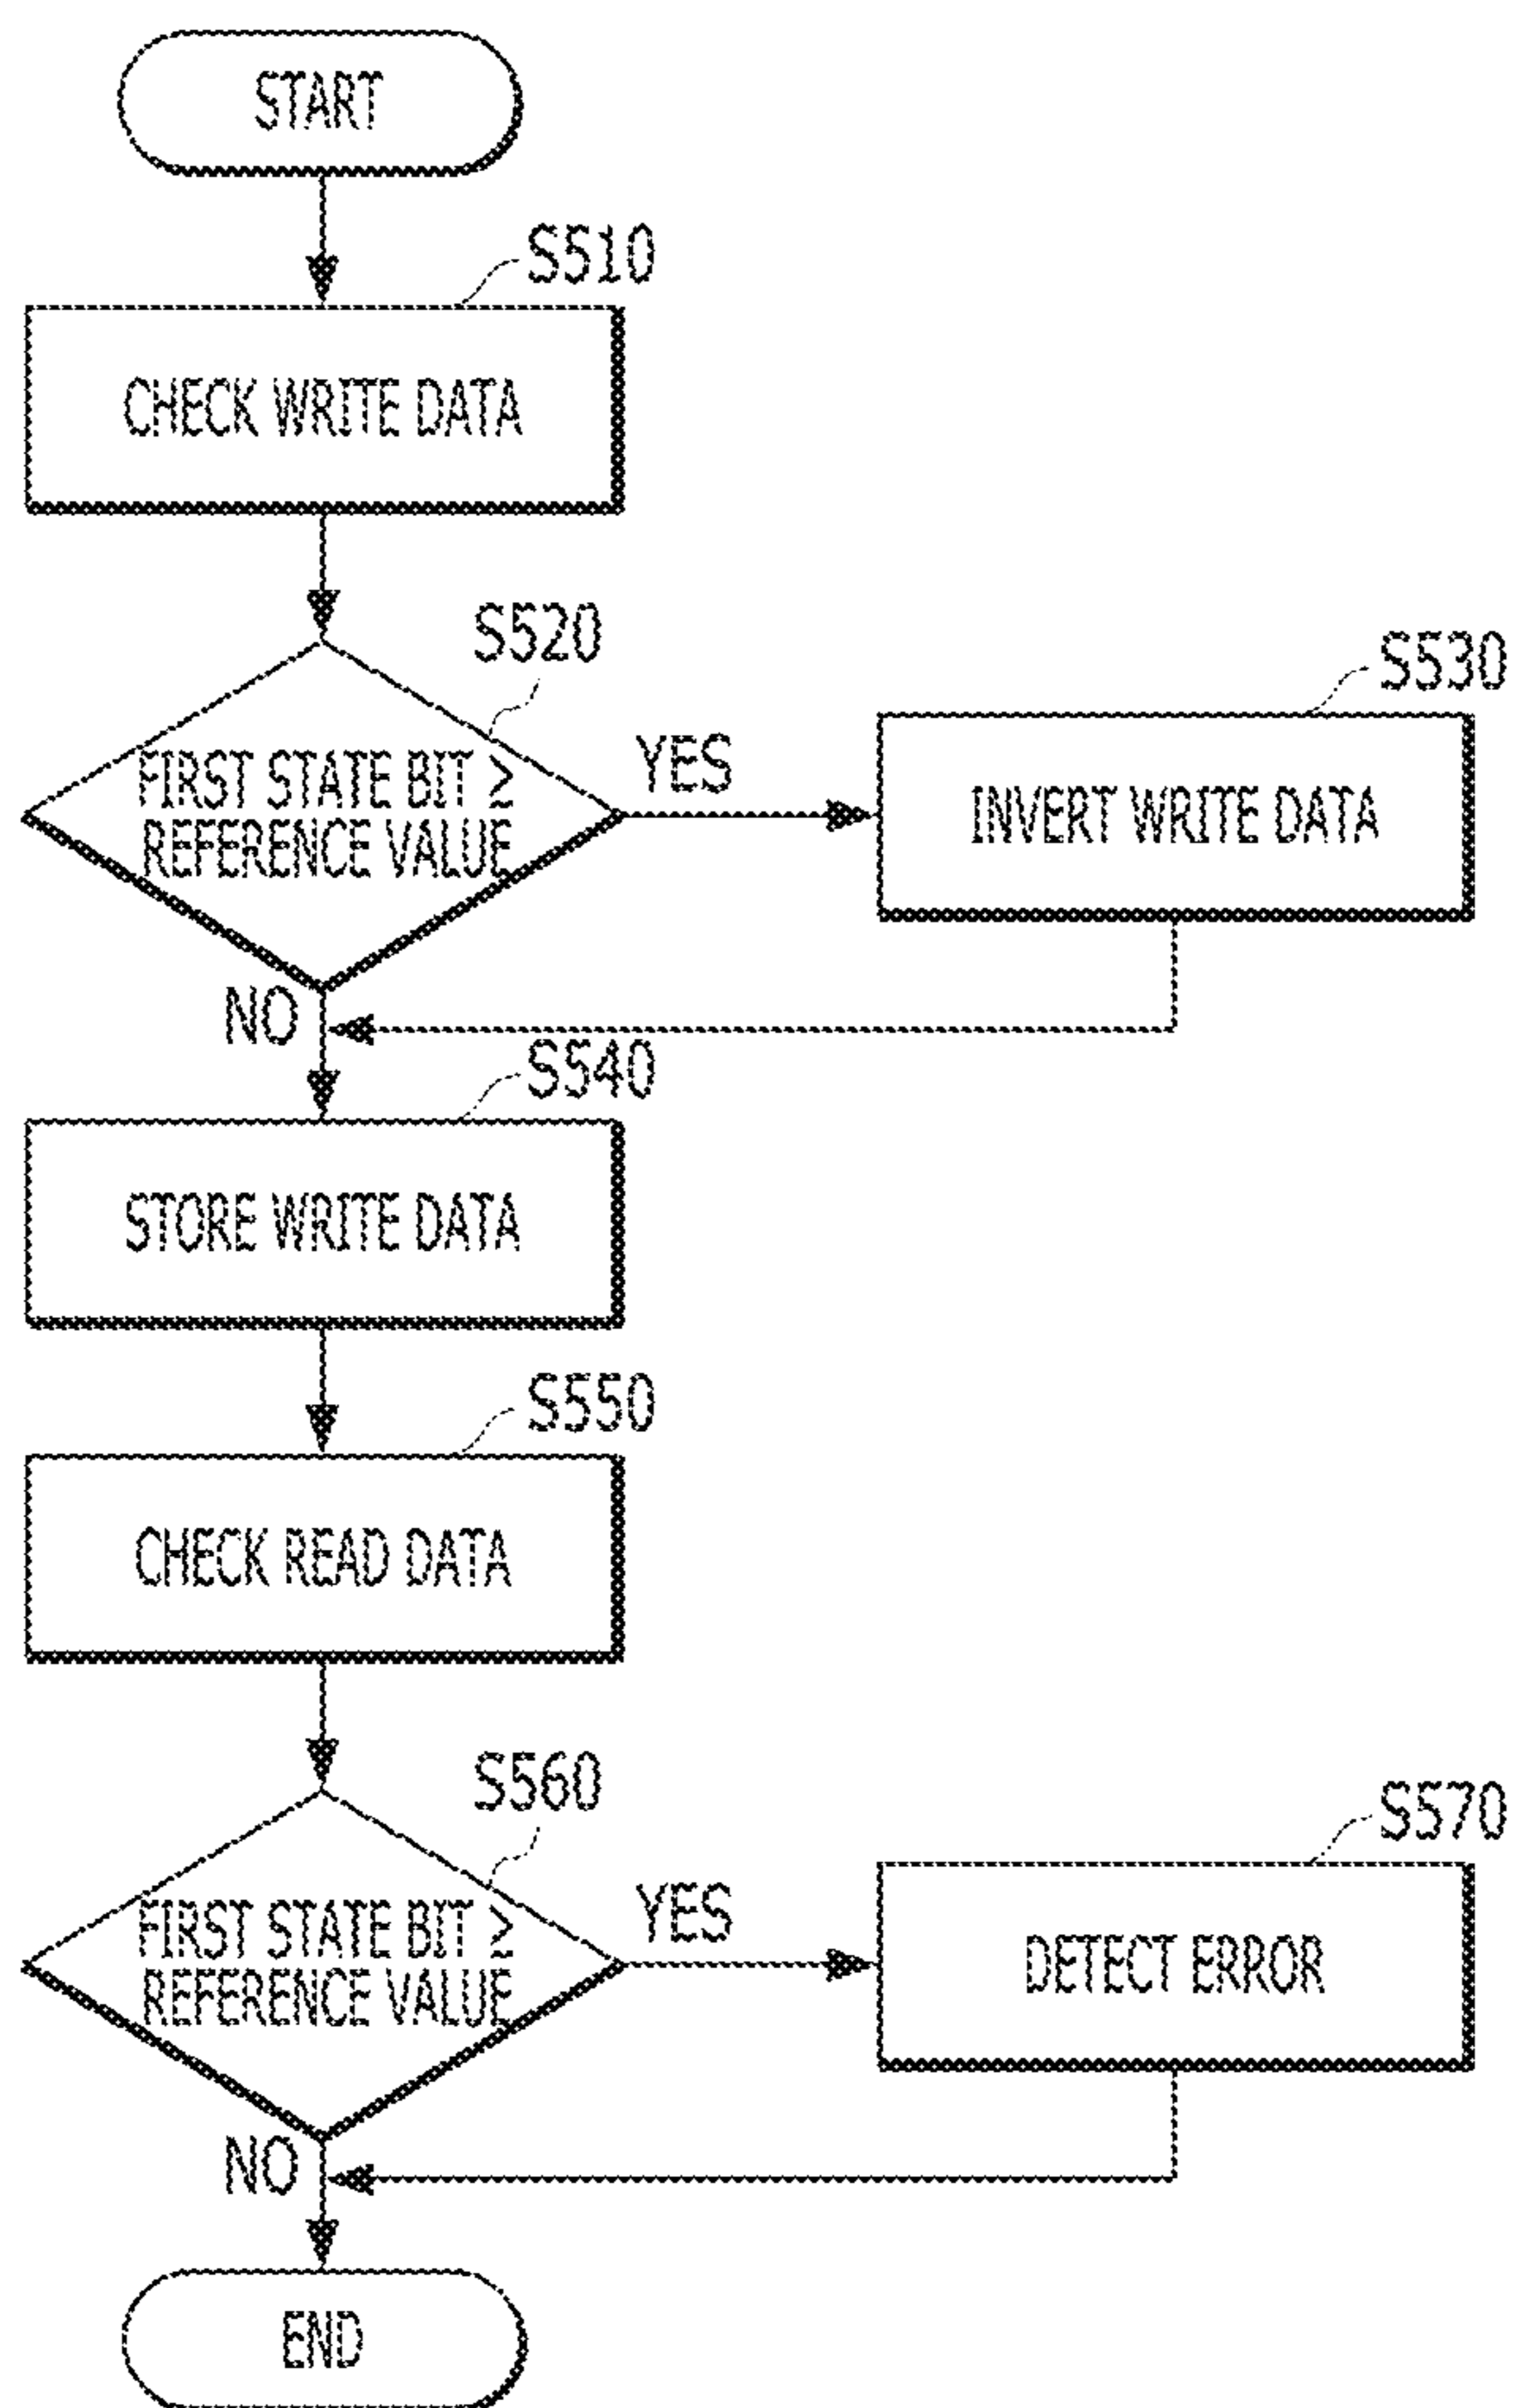 START
S510
CHECK WRITE DATA
S520
FIRST STATE BIT ≥
REFERENCE VALUE
YES
S530
INVERT WRITE DATA
NO
S540
STORE WRITE DATA
S550
CHECK READ DATA
S560
FIRST STATE BIT ≥
REFERENCE VALUE
YES
S570
DETECT ERROR
NO
END